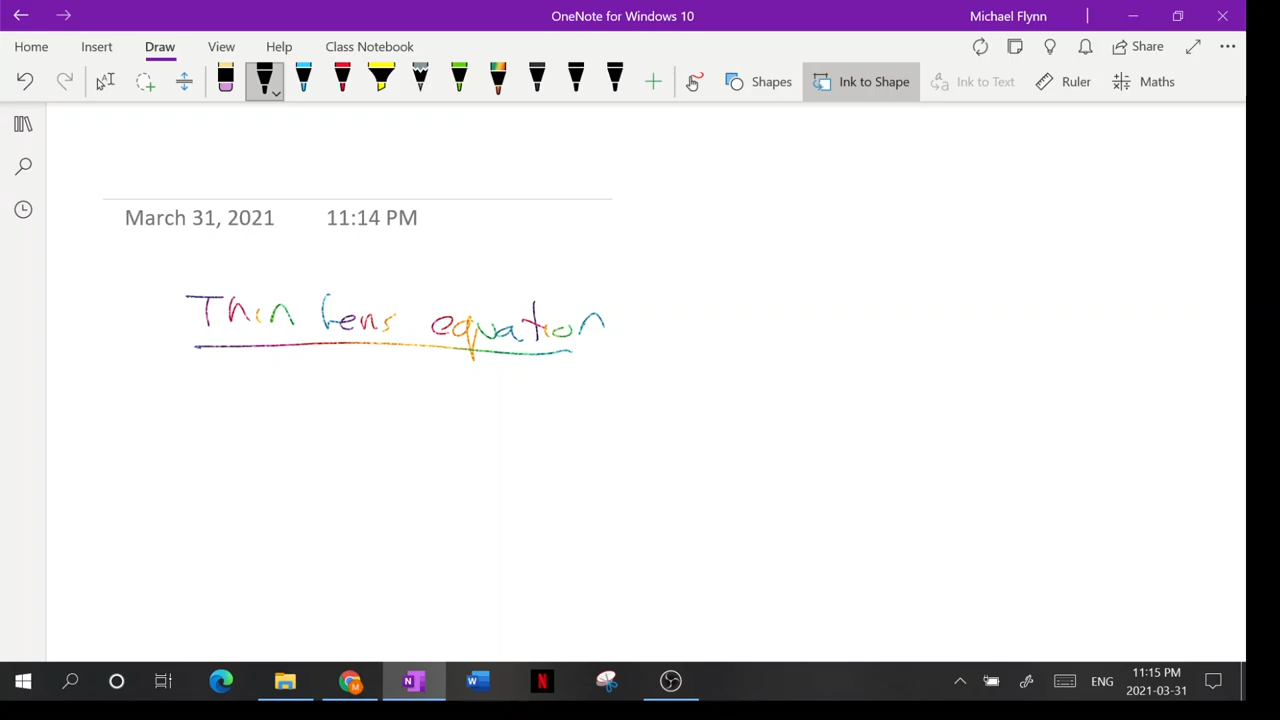 OneNote for Windows 10
Michael Flynn
Home Insert Draw View Help Class Notebook
Share
Shapes Ink to Shape Ink to Text Ruler Maths
March 31, 2021 11:14 PM
Thin Lens equation
11:15 PM
ENG
2021-03-31